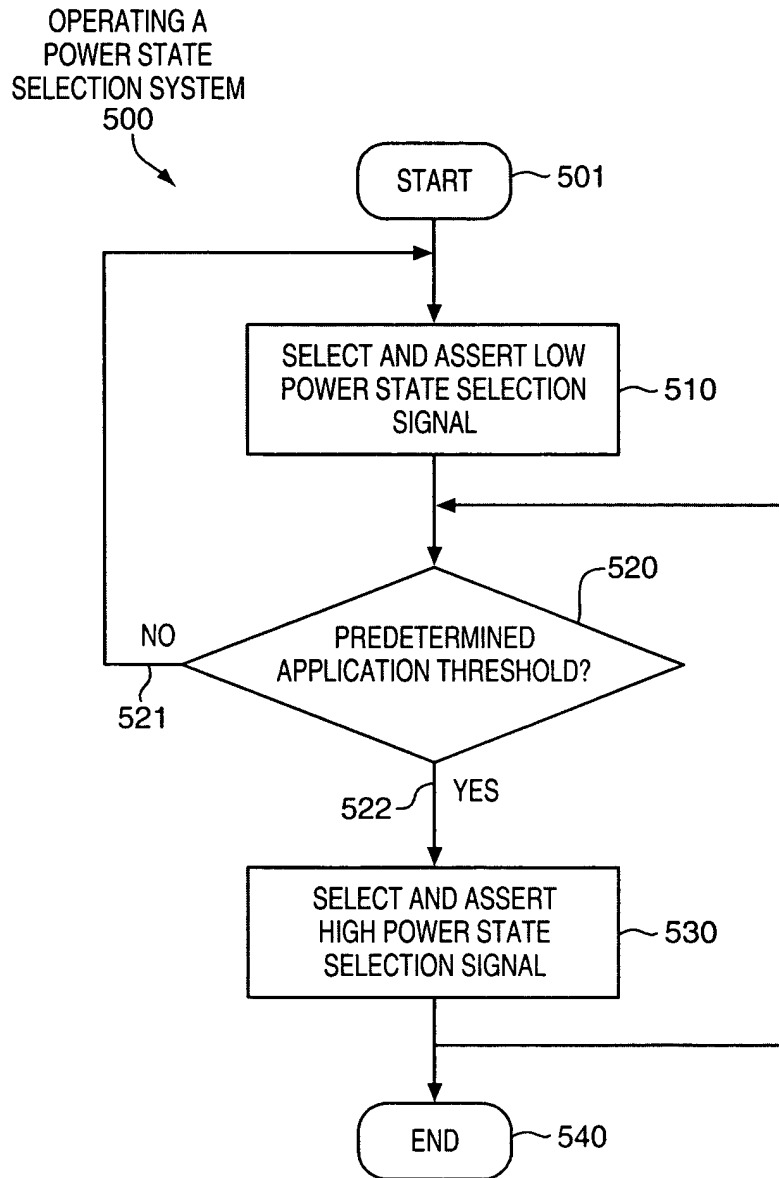 OPERATING A
POWER STATE
SELECTION SYSTEM
500
START
501
SELECT AND ASSERT LOW
POWER STATE SELECTION
SIGNAL
510
520
NO
PREDETERMINED
APPLICATION THRESHOLD?
521
522
YES
SELECT AND ASSERT
HIGH POWER STATE
SELECTION SIGNAL
530
END
540